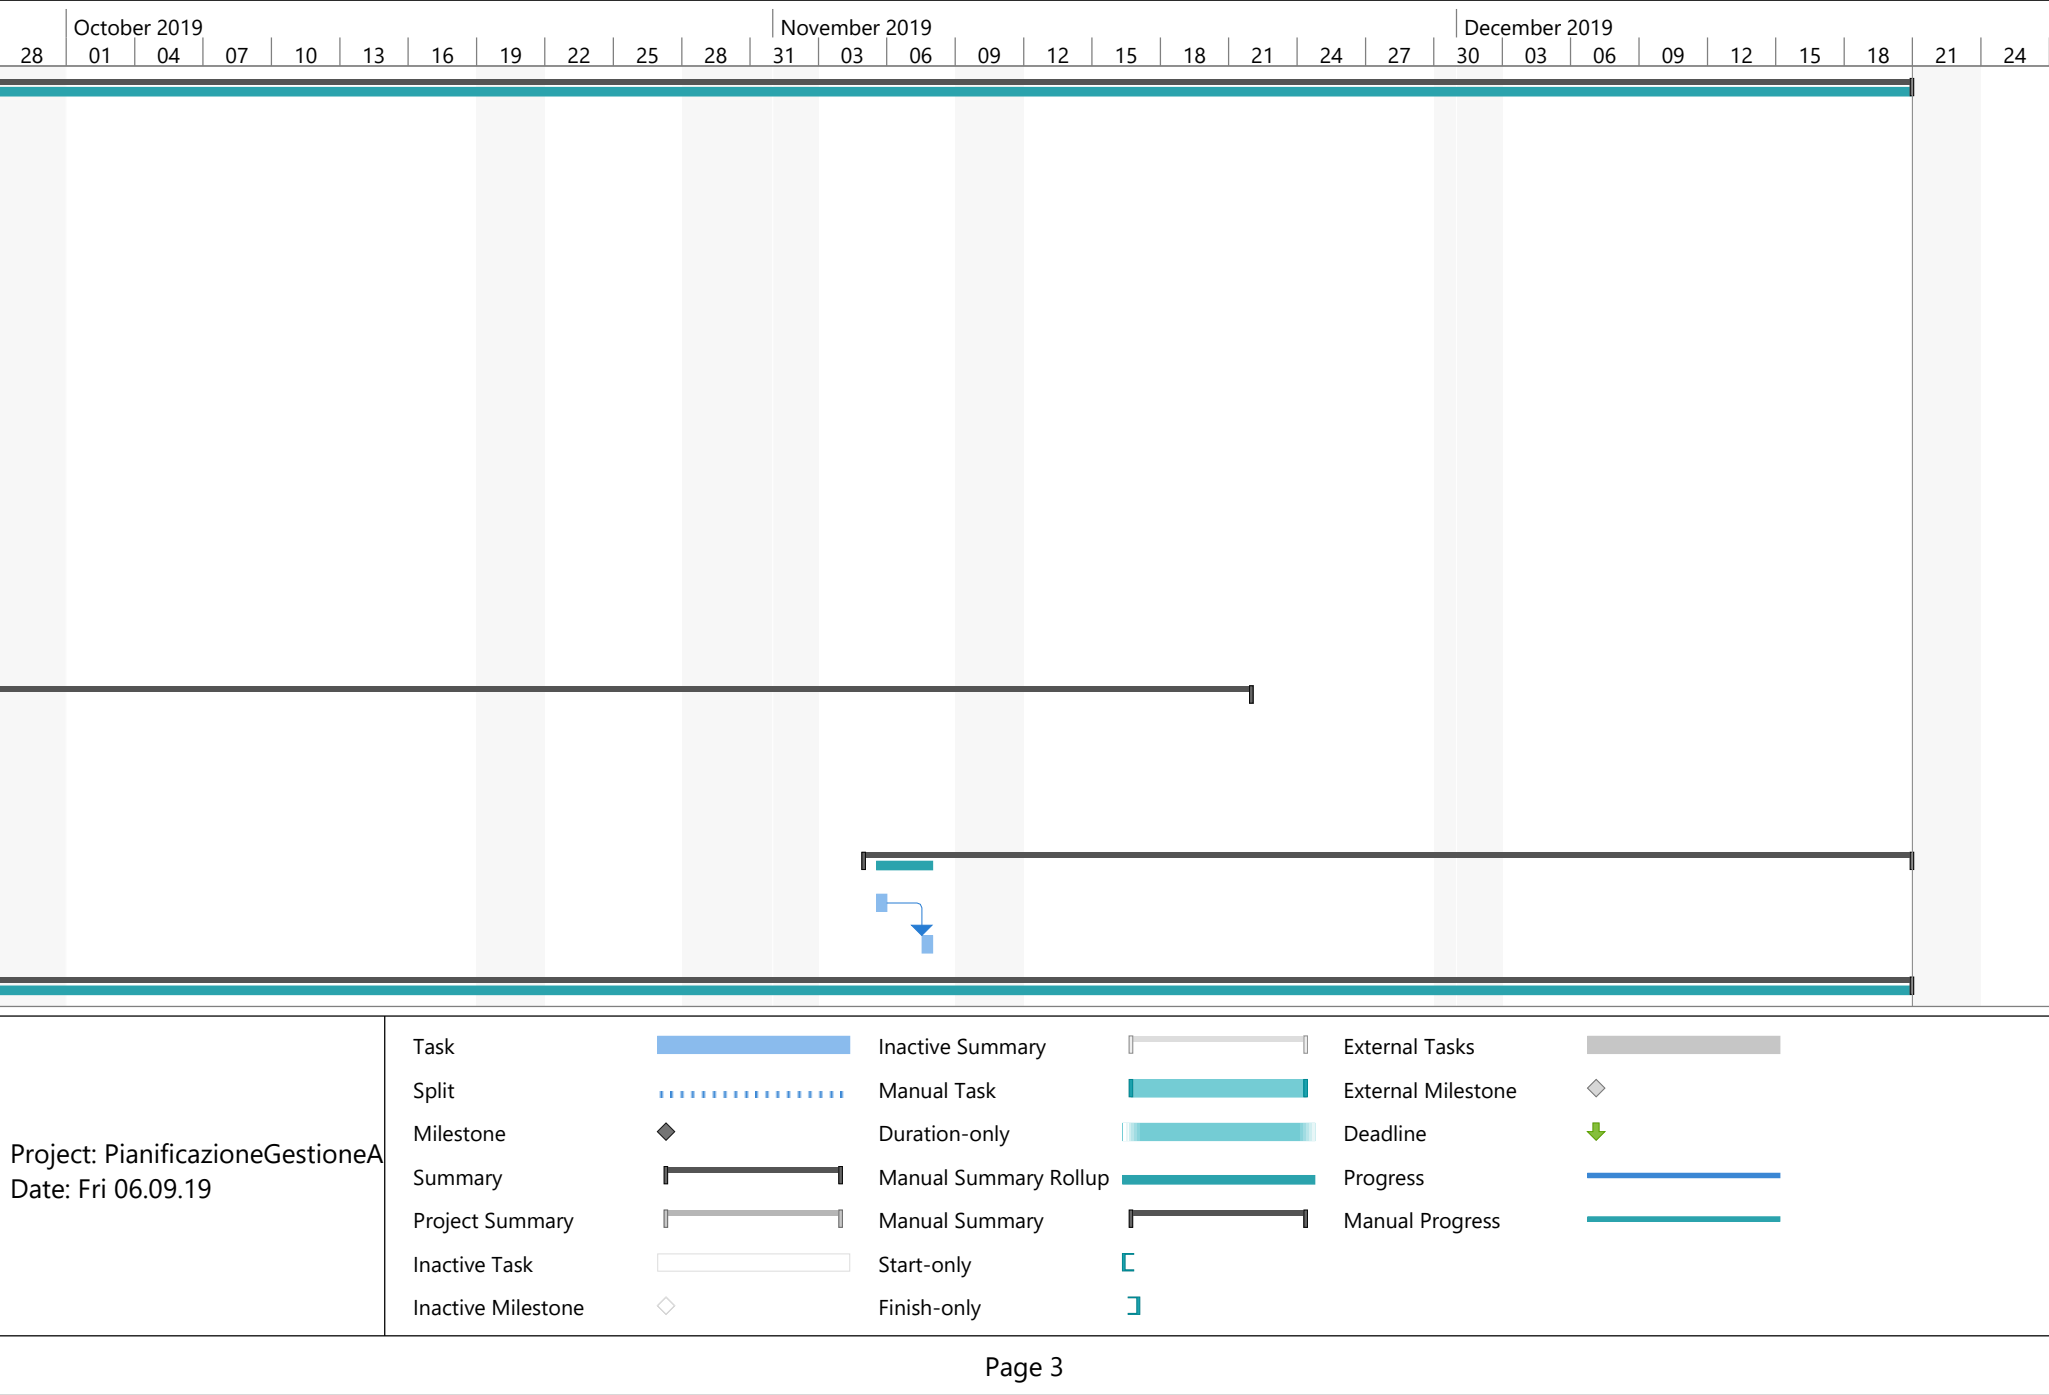 October 2019 November 2019 December 2019
28 01 04 07 10 13 16 19 22 25 28 31 03 06 09 12 15 18 21 24 27 30 03 06 09 12 15 18 21 24
Project: PianificazioneGestioneA
Date: Fri 06.09.19
Task
Split
Milestone
Summary
Project Summary
Inactive Task
Inactive Milestone
Inactive Summary
Manual Task
Duration-only
Manual Summary Rollup
Manual Summary
Start-only
Finish-only
External Tasks
External Milestone
Deadline
Progress
Manual Progress
Page 3